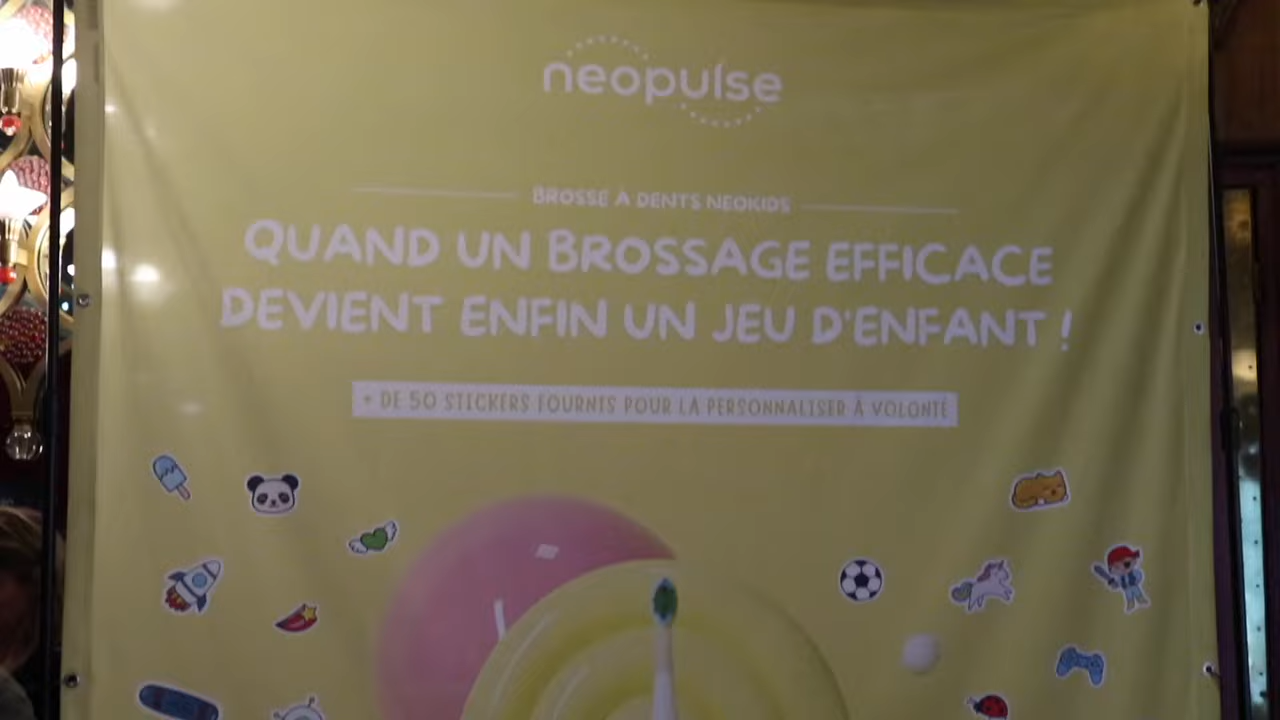 neopulse
BROSSE À DENTS NEOKIDS
QUAND UN BROSSAGE EFFICACE
DEVIENT ENFIN UN JEU D'ENFANT !
+ DE 50 STICKERS FOURNIS POUR LA PERSONNALISER À VOLONTÉ